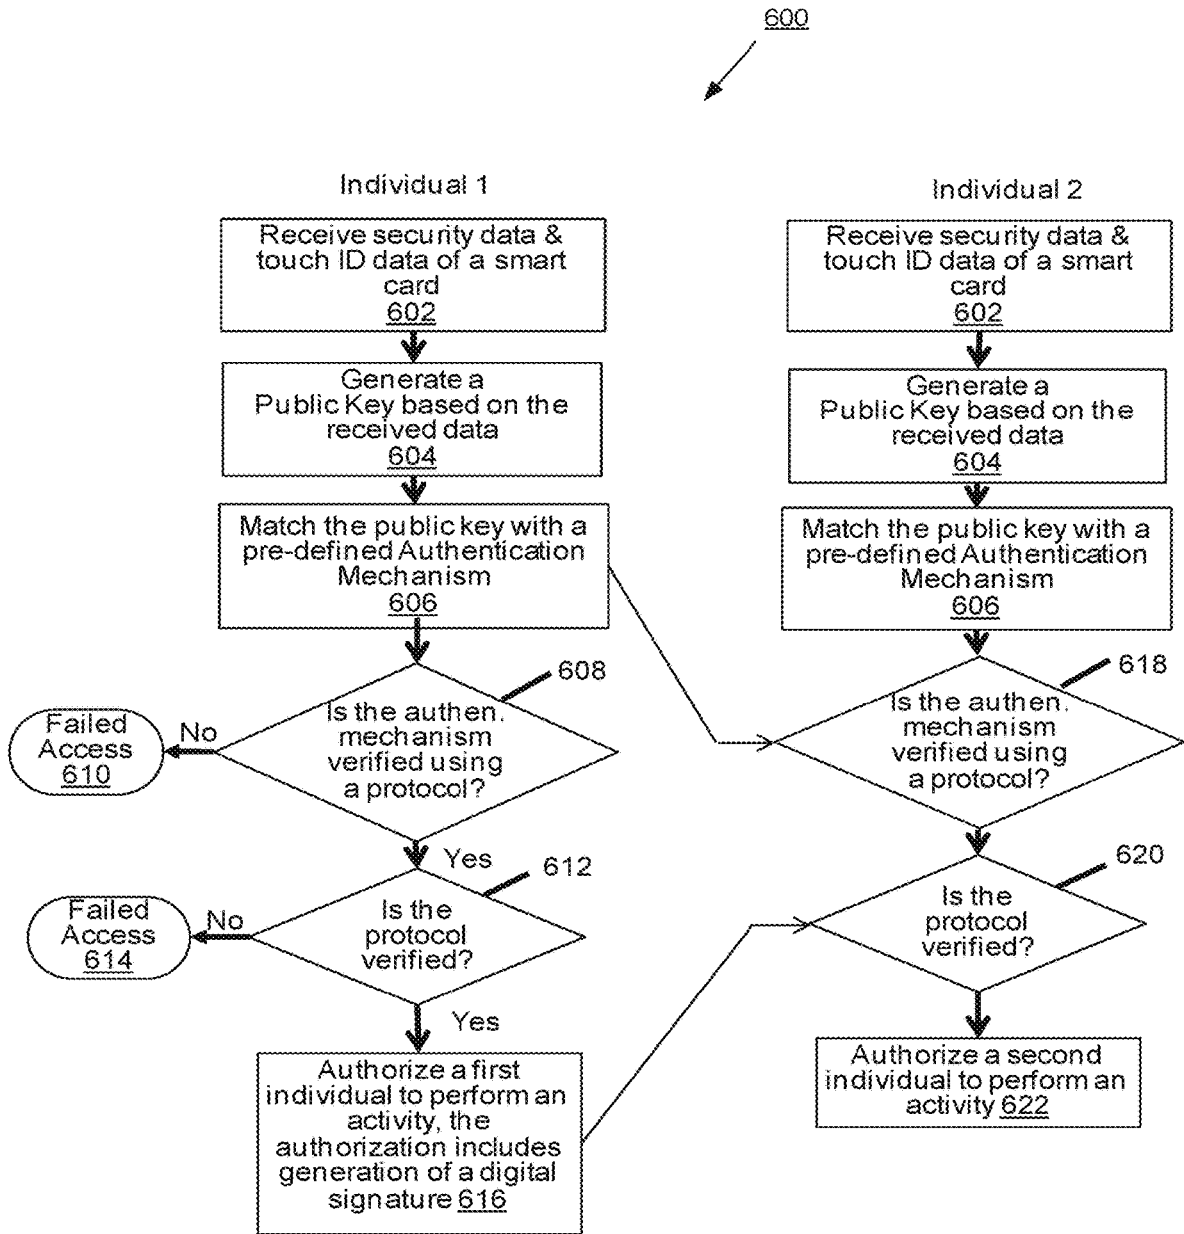 600
Individual 1
Receive security data &
touch ID data of a smart
card
602
Generate a
Public Key based on the
received data
604
Match the public key with a
pre-defined Authentication
Mechanism
606
608
Is the authen.
mechanism
verified using
a protocol?
No
Failed
Access
610
Yes
612
Is the
protocol
verified?
No
Failed
Access
614
Yes
Authorize a first
individual to perform an
activity, the
authorization includes
generation of a digital
signature 616
Individual 2
Receive security data &
touch ID data of a smart
card
602
Generate a
Public Key based on the
received data
604
Match the public key with a
pre-defined Authentication
Mechanism
606
618
Is the authen.
mechanism
verified using
a protocol?
620
Is the
protocol
verified?
Authorize a second
individual to perform an
activity 622